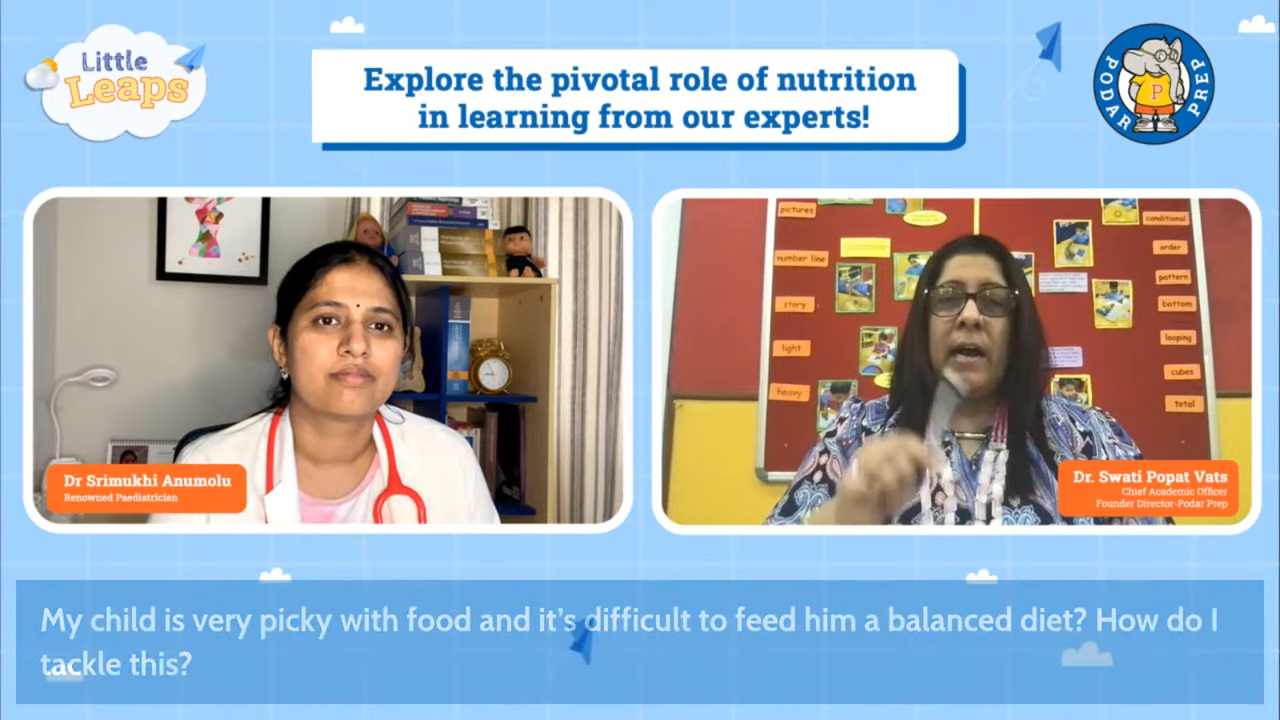 Little
Leaps
Explore the pivotal role of nutrition
in learning from our experts!
PODAR PREP
P
pictures
number line
story
light
heavy
conditional
order
pattern
bottom
looping
cubes
total
Dr Srimukhi Anumolu
Renowned Paediatrician
Dr. Swati Popat Vats
Chief Academic Officer
Founder Director-Podar Prep
My child is very picky with food and it's difficult to feed him a balanced diet? How do I
tackle this?